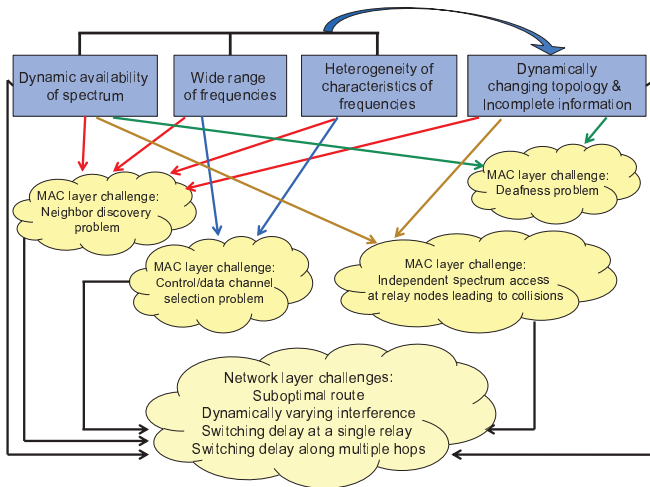 Dynamic availability
of spectrum
Wide range
of frequencies
Heterogeneity of
characteristics of
frequencies
Dynamically
changing topology &
Incomplete information
MAC layer challenge:
Neighbor discovery
problem
MAC layer challenge:
Deafness problem
MAC layer challenge:
Control/data channel
selection problem
MAC layer challenge:
Independent spectrum access
at relay nodes leading to collisions
Network layer challenges:
Suboptimal route
Dynamically varying interference
Switching delay at a single relay
Switching delay along multiple hops